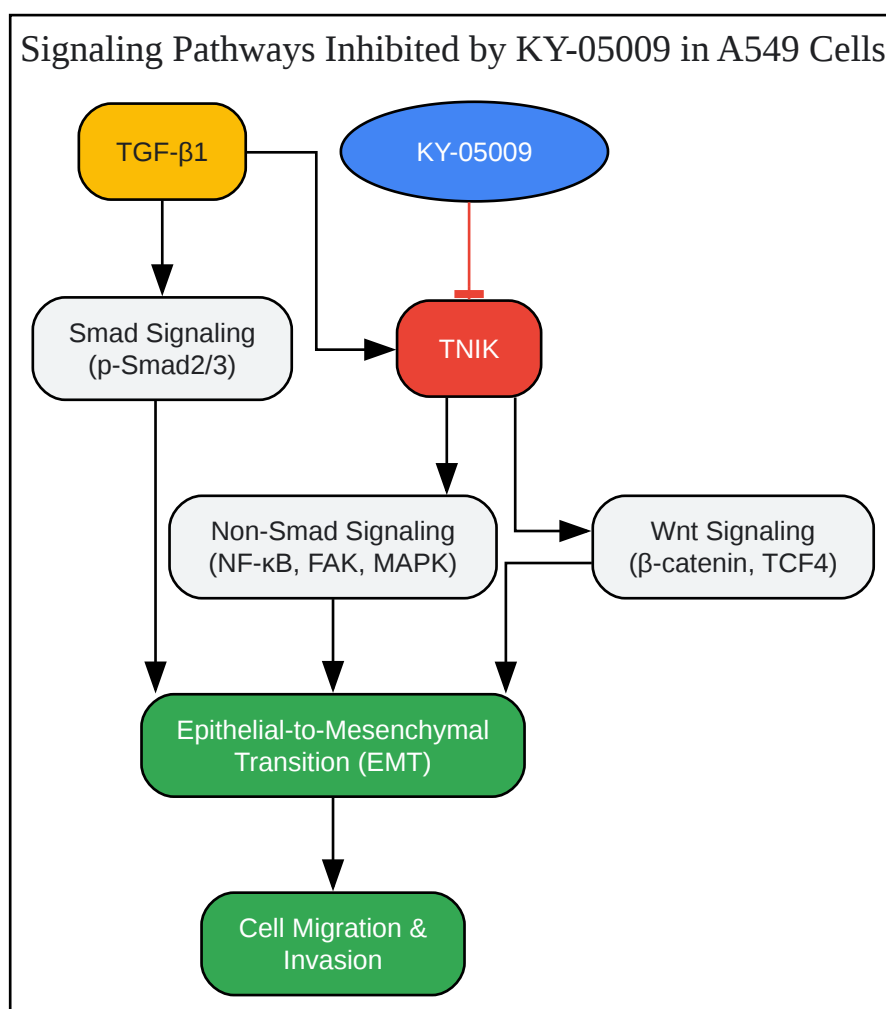 Signaling Pathways Inhibited by KY-05009 in A549 Cells
TGF-β1
KY-05009
Smad Signaling
(p-Smad2/3)
TNIK
Non-Smad Signaling
(NF-κB, FAK, MAPK)
Wnt Signaling
(β-catenin, TCF4)
Epithelial-to-Mesenchymal
Transition (EMT)
Cell Migration &
Invasion